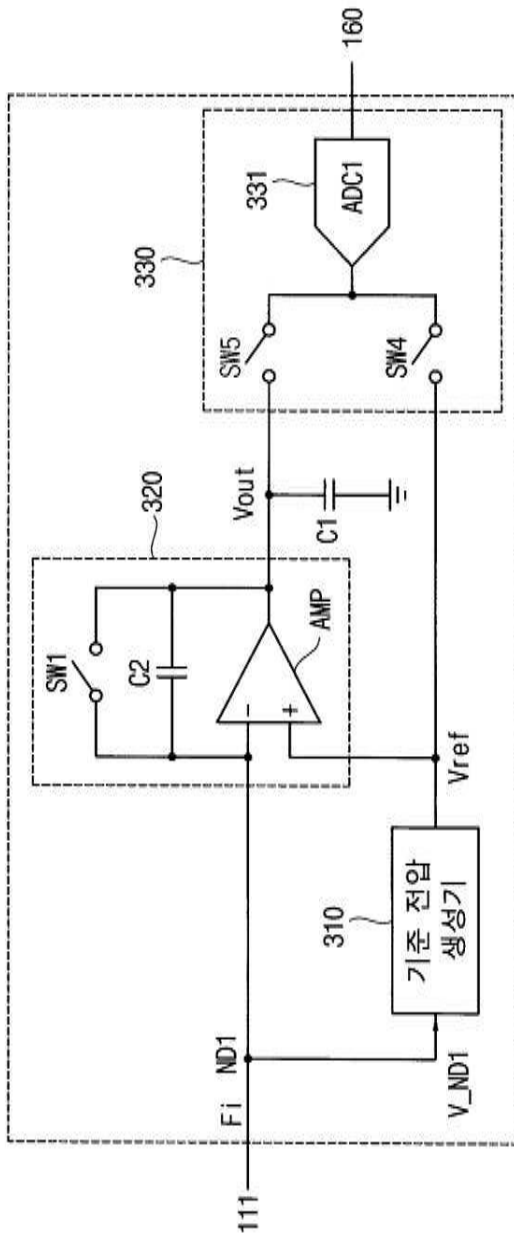 320
330
SW1
C2
Vout
SW5
331
ADC1
160
AMP
C1
SW4
-
+
111
Fi
ND1
310
기준 전압
생성기
V_ND1
Vref